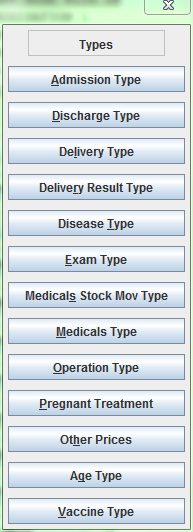 Types
Admission Type
Discharge Type
Delivery Type
Delivery Result Type
Disease Type
Exam Type
Medicals Stock Mov Type
Medicals Type
Operation Type
Pregnant Treatment
Other Prices
Age Type
Vaccine Type